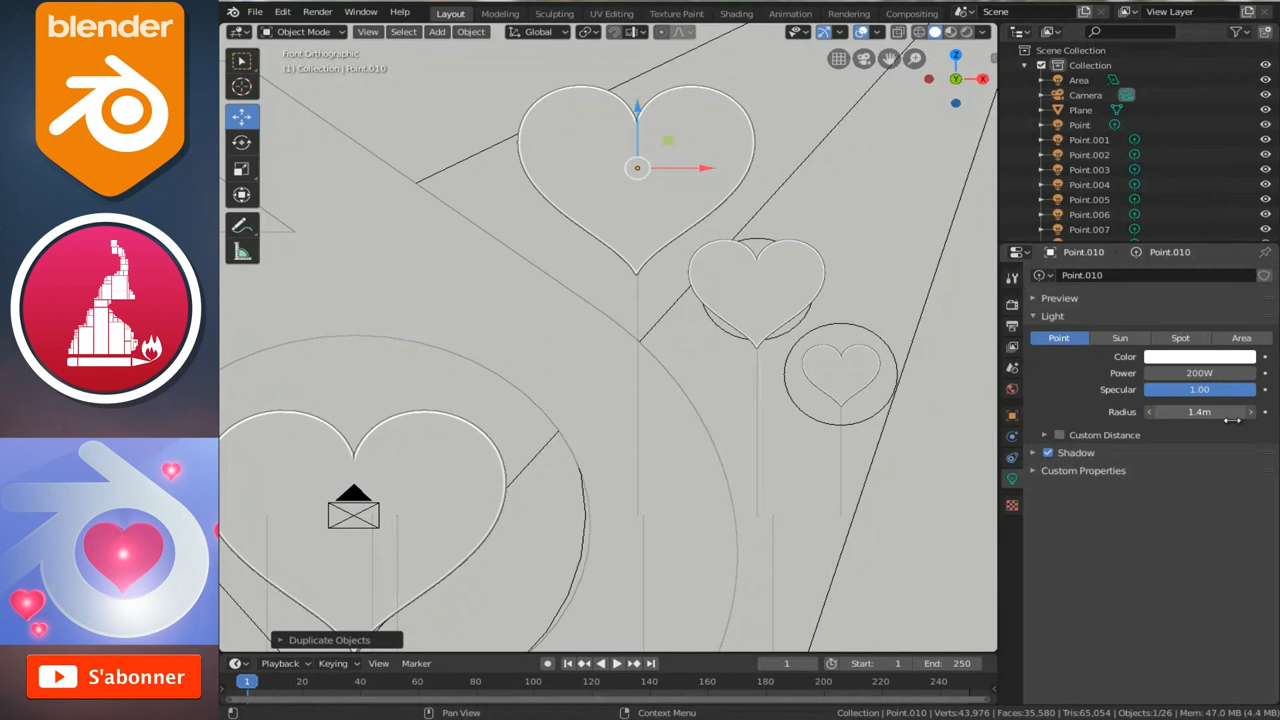 blender
S'abonner
File Edit Render Window Help
Layout Modeling Sculpting UV Editing Texture Paint Shading Animation Rendering Compositing
Scene
View Layer
Object Mode View Select Add Object Global
Front Orthographic
(1) Collection | Point.010
Z
Y
X
Scene Collection
Collection
Area
Camera
Plane
Point
Point.001
Point.002
Point.003
Point.004
Point.005
Point.006
Point.007
Point.010 Point.010
Point.010
Preview
Light
Point Sun Spot Area
Color
Power 200W
Specular 1.00
Radius 1.4m
Custom Distance
Shadow
Custom Properties
Duplicate Objects
Playback Keying View Marker
1 Start: 1 End: 250
1 20 40 60 80 100 120 140 160 180 200 220 240
Pan View
Context Menu
Collection | Point.010 | Verts:43,976 | Faces:35,580 | Tris:65,054 | Objects:1/26 | Mem: 47.0 MB (4.4 MB